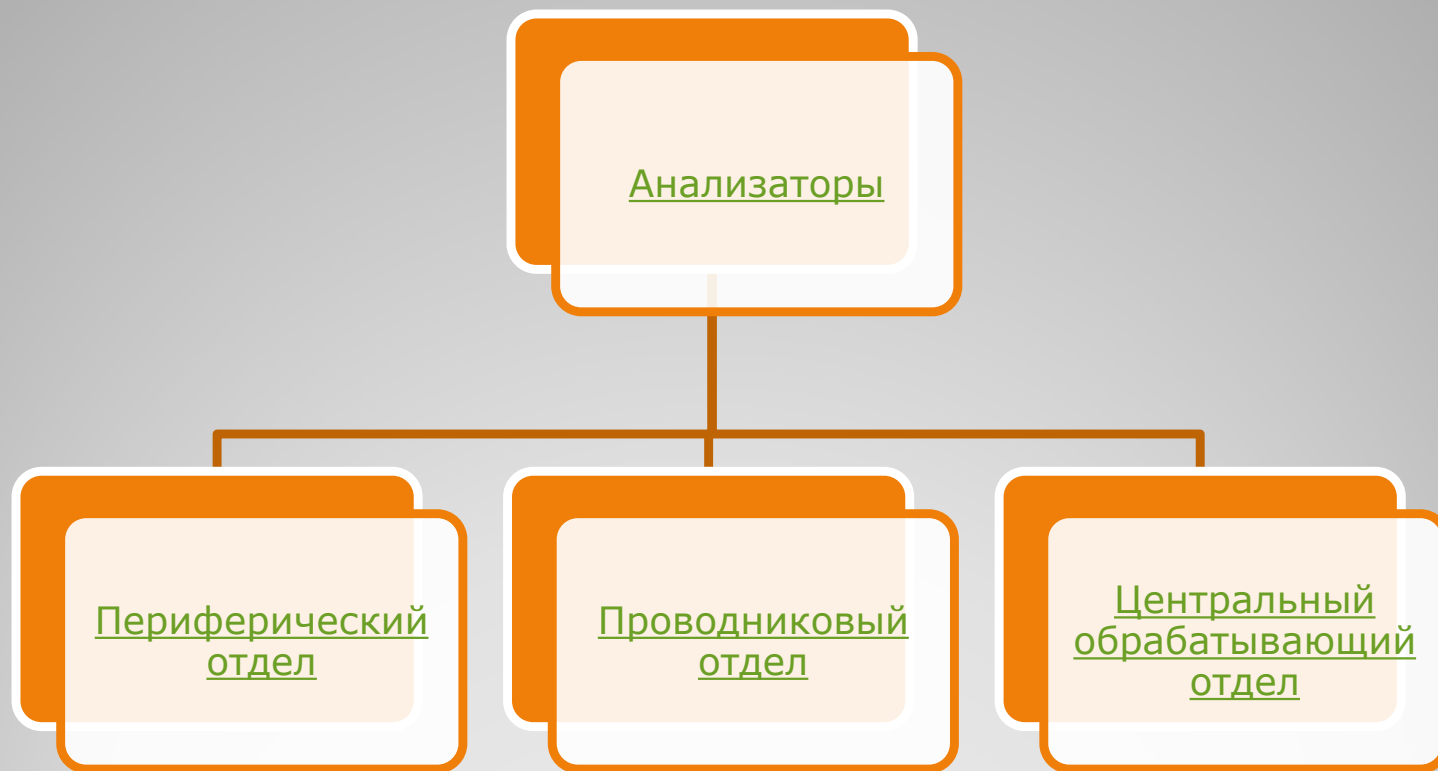 Анализаторы
Периферический
отдел
Проводниковый
отдел
Центральный
обрабатывающий
отдел